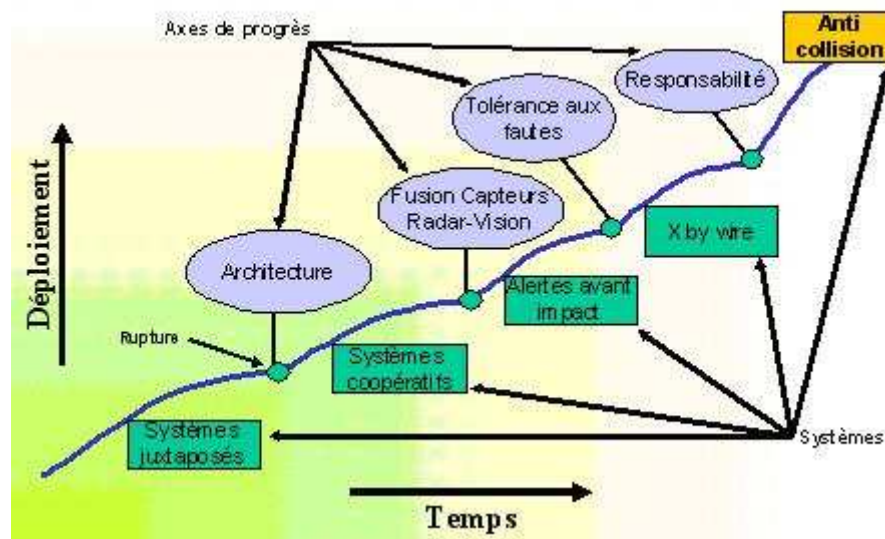 Axes de progrès
Anti
collision
Responsabilité
Tolérance aux
fautes
Déploiement
Fusion Capteurs
Radar-Vision
X by wire
Architecture
Alertes avant
impact
Rupture
Systèmes
coopératifs
Systèmes
juxtaposés
Systèmes
Temps